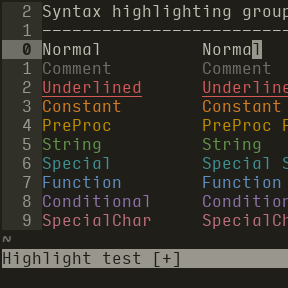 2 Syntax highlighting group
1 --------------------------
0 Normal Normal
1 Comment Comment
2 Underlined Underline
3 Constant Constant
4 PreProc PreProc P
5 String String
6 Special Special S
7 Function Function
8 Conditional Condition
9 SpecialChar SpecialCh
~
Highlight test [+]